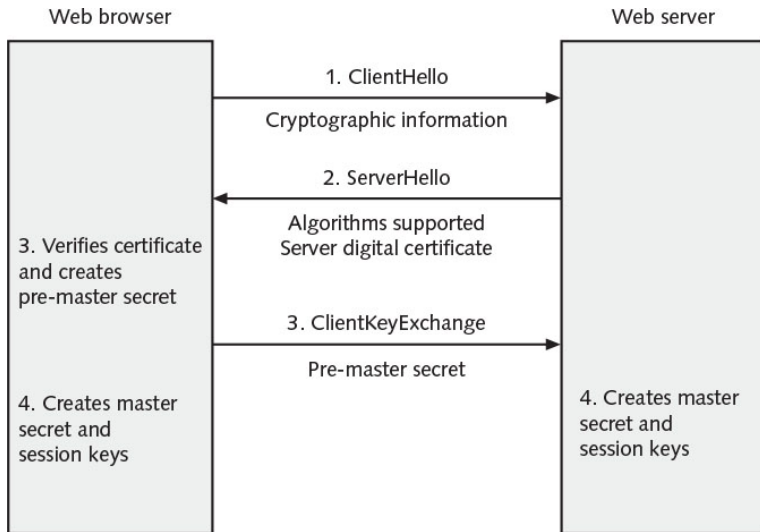 Web browser
Web server
1. ClientHello
Cryptographic information
2. ServerHello
Algorithms supported
Server digital certificate
3. Verifies certificate
and creates
pre-master secret
3. ClientKeyExchange
Pre-master secret
4. Creates master
secret and
session keys
4. Creates master
secret and
session keys